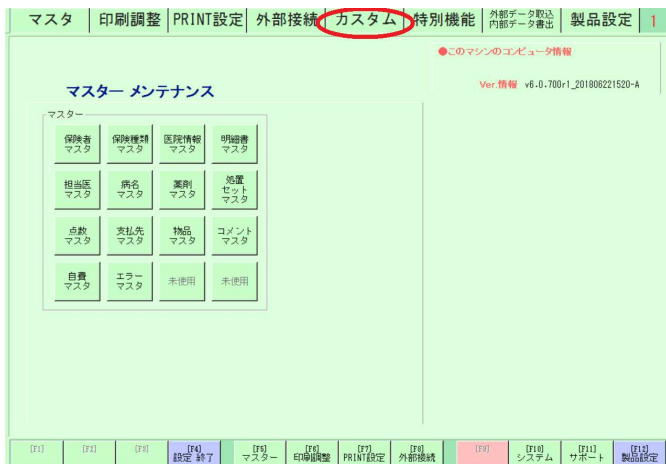 マスタ 印刷調整 PRINT設定 外部接続 カスタム 特別機能 外部データ取込 製品設定 1
内部データ書出
●このマシンのコンピュータ情報
Ver.情報 v6.0.700r1_201806221520-A
マスター メンテナンス
マスター
保険者 保険種類 医院情報 明細書
マスタ マスタ マスタ マスタ
担当医 病名 薬剤 処置
マスタ マスタ マスタ セット
マスタ
点数 支払先 物品 コメント
マスタ マスタ マスタ マスタ
自費 エラー 未使用 未使用
マスタ マスタ
[F1] [F2] [F3] [F4] [F5] [F6] [F7] [F8] [F9] [F10] [F11] [F12]
設定 終了 マスター 印刷調整 PRINT設定 外部接続 システム サポート 製品設定